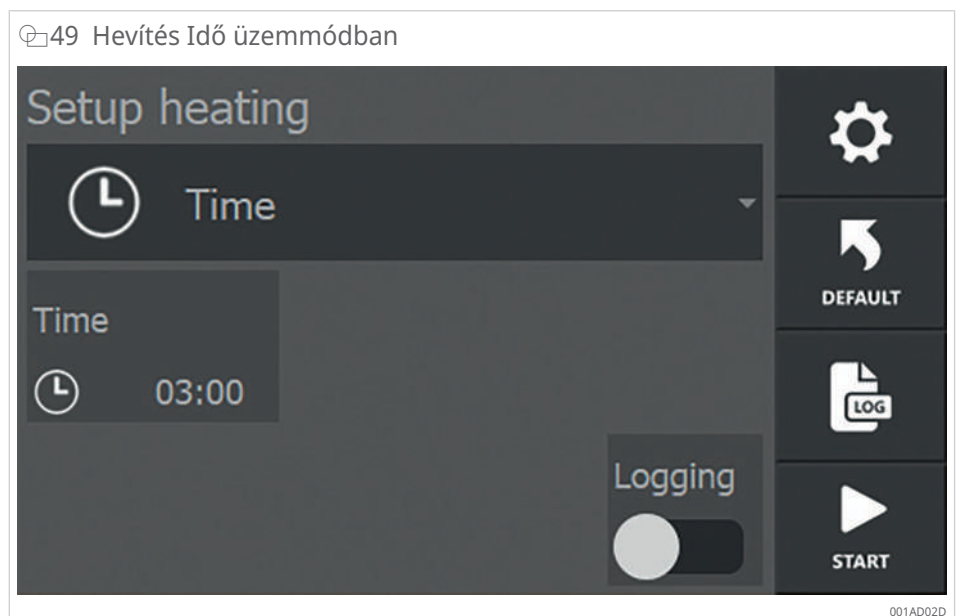 49 Hevítés Idő üzemmódban
Setup heating
Time
Time
03:00
Logging
DEFAULT
LOG
START
001AD02D